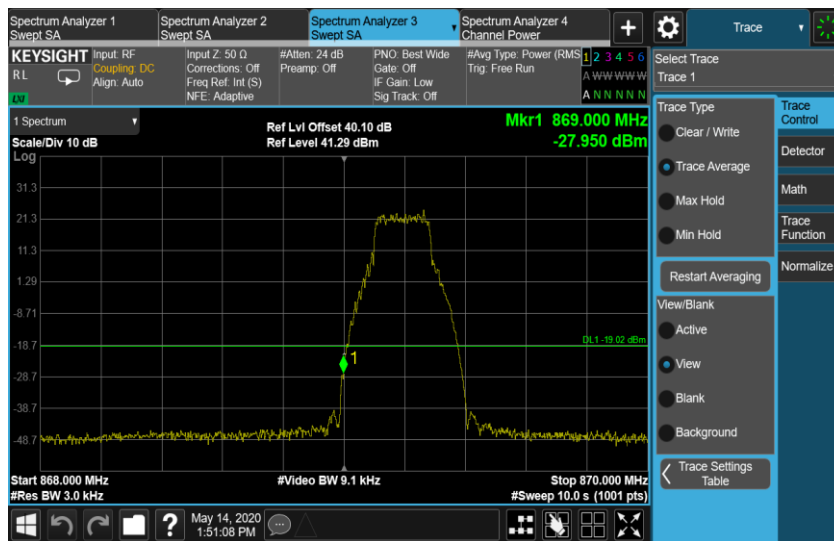 Spectrum Analyzer 1
Swept SA
Spectrum Analyzer 2
Swept SA
Spectrum Analyzer 3
Swept SA
Spectrum Analyzer 4
Channel Power
+
Trace
KEYSIGHT
RL
LXI
Input: RF
Coupling: DC
Align: Auto
Input Z: 50 Ω
Corrections: Off
Freq Ref: Int (S)
NFE: Adaptive
#Atten: 24 dB
Preamp: Off
PNO: Best Wide
Gate: Off
IF Gain: Low
Sig Track: Off
#Avg Type: Power (RMS
Trig: Free Run
1 2 3 4 5 6
A W W W W W
A N N N N N
Select Trace
Trace 1
1 Spectrum
Scale/Div 10 dB
Log
Ref Lvl Offset 40.10 dB
Ref Level 41.29 dBm
Mkr1 869.000 MHz
-27.950 dBm
31.3
21.3
11.3
1.29
-8.71
-18.7
-28.7
-38.7
-48.7
DL1 -19.02 dBm
1
Start 868.000 MHz
#Res BW 3.0 kHz
#Video BW 9.1 kHz
Stop 870.000 MHz
#Sweep 10.0 s (1001 pts)
Trace Type
Clear / Write
Trace Average
Max Hold
Min Hold
Restart Averaging
View/Blank
Active
View
Blank
Background
Trace Settings
Table
Trace
Control
Detector
Math
Trace
Function
Normalize
?
May 14, 2020
1:51:08 PM